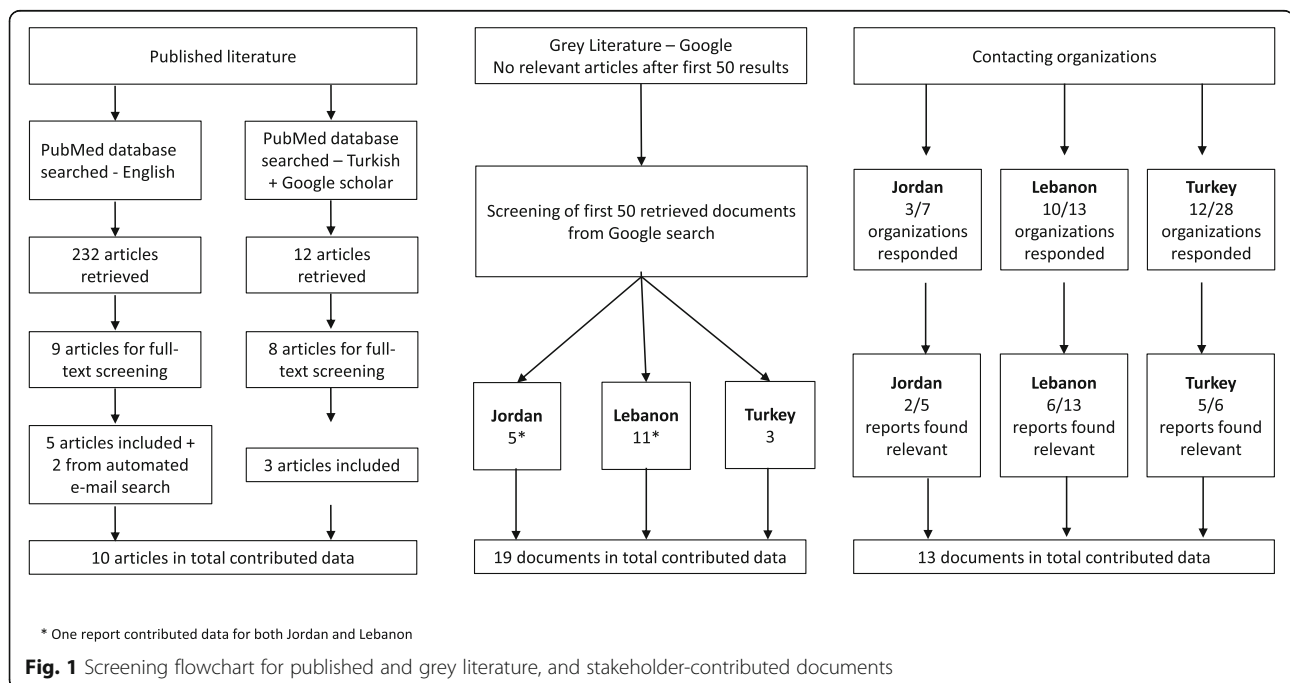 Published literature
PubMed database
searched - English
PubMed database
searched – Turkish
+ Google scholar
232 articles
retrieved
12 articles
retrieved
9 articles for full-
text screening
8 articles for full-
text screening
5 articles included +
2 from automated
e-mail search
3 articles included
10 articles in total contributed data
Grey Literature – Google
No relevant articles after first 50 results
Screening of first 50 retrieved documents
from Google search
Jordan
5*
Lebanon
11*
Turkey
3
19 documents in total contributed data
Contacting organizations
Jordan
3/7
organizations
responded
Lebanon
10/13
organizations
responded
Turkey
12/28
organizations
responded
Jordan
2/5
reports found
relevant
Lebanon
6/13
reports found
relevant
Turkey
5/6
reports found
relevant
13 documents in total contributed data
* One report contributed data for both Jordan and Lebanon
Fig. 1 Screening flowchart for published and grey literature, and stakeholder-contributed documents